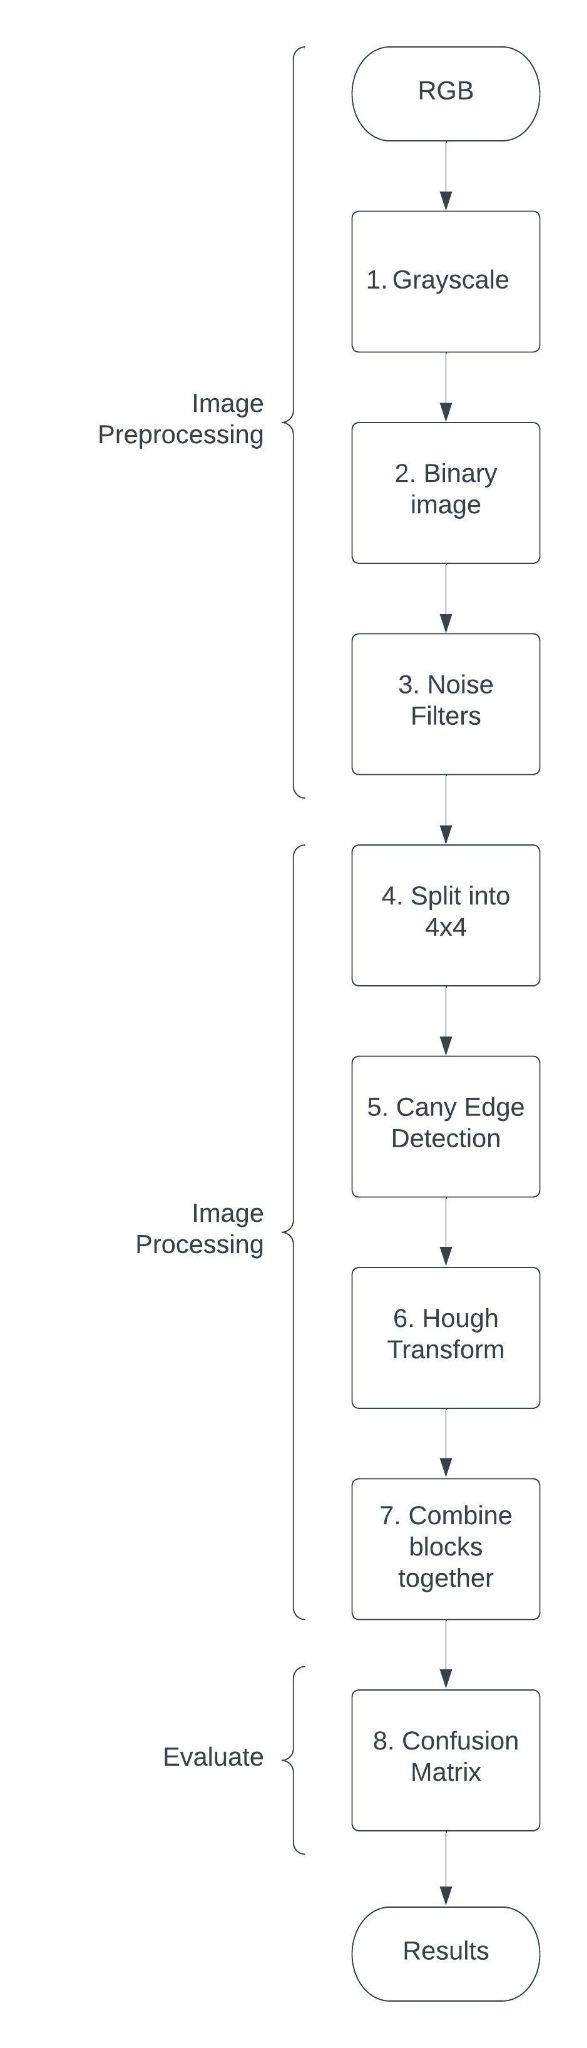 RGB
1. Grayscale
Image
Preprocessing
2. Binary
image
3. Noise
Filters
4. Split into
4x4
5. Cany Edge
Detection
Image
Processing
6. Hough
Transform
7. Combine
blocks
together
Evaluate
8. Confusion
Matrix
Results